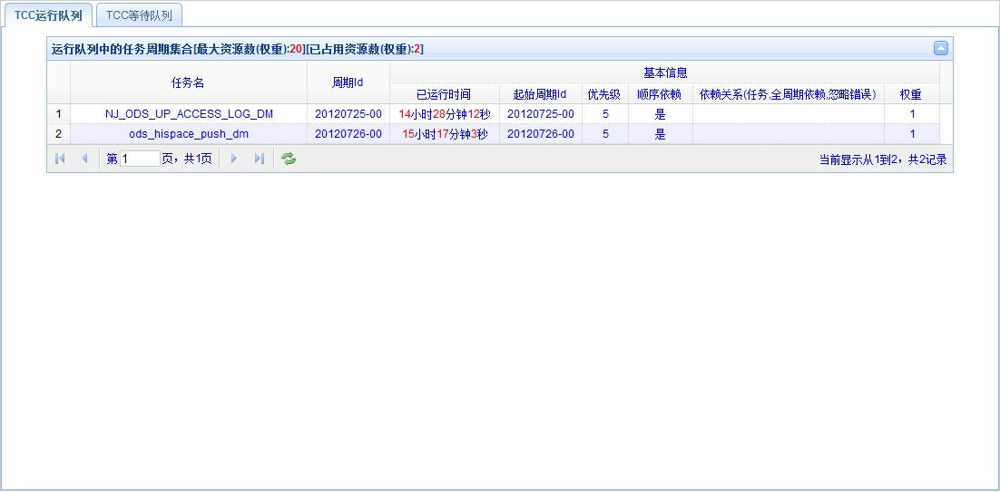 TCC运行队列 TCC等待队列
运行队列中的任务周期集合[最大资源数(权重):20][已占用资源数(权重):2]
任务名 周期Id 基本信息
已运行时间 起始周期Id 优先级 顺序依赖 依赖关系(任务,全周期依赖,忽略错误) 权重
1 NJ_ODS_UP_ACCESS_LOG_DM 20120725-00 14小时28分钟12秒 20120725-00 5 是 1
2 ods_hispace_push_dm 20120726-00 15小时17分钟3秒 20120726-00 5 是 1
第 1 页，共1页 当前显示从1到2，共2记录